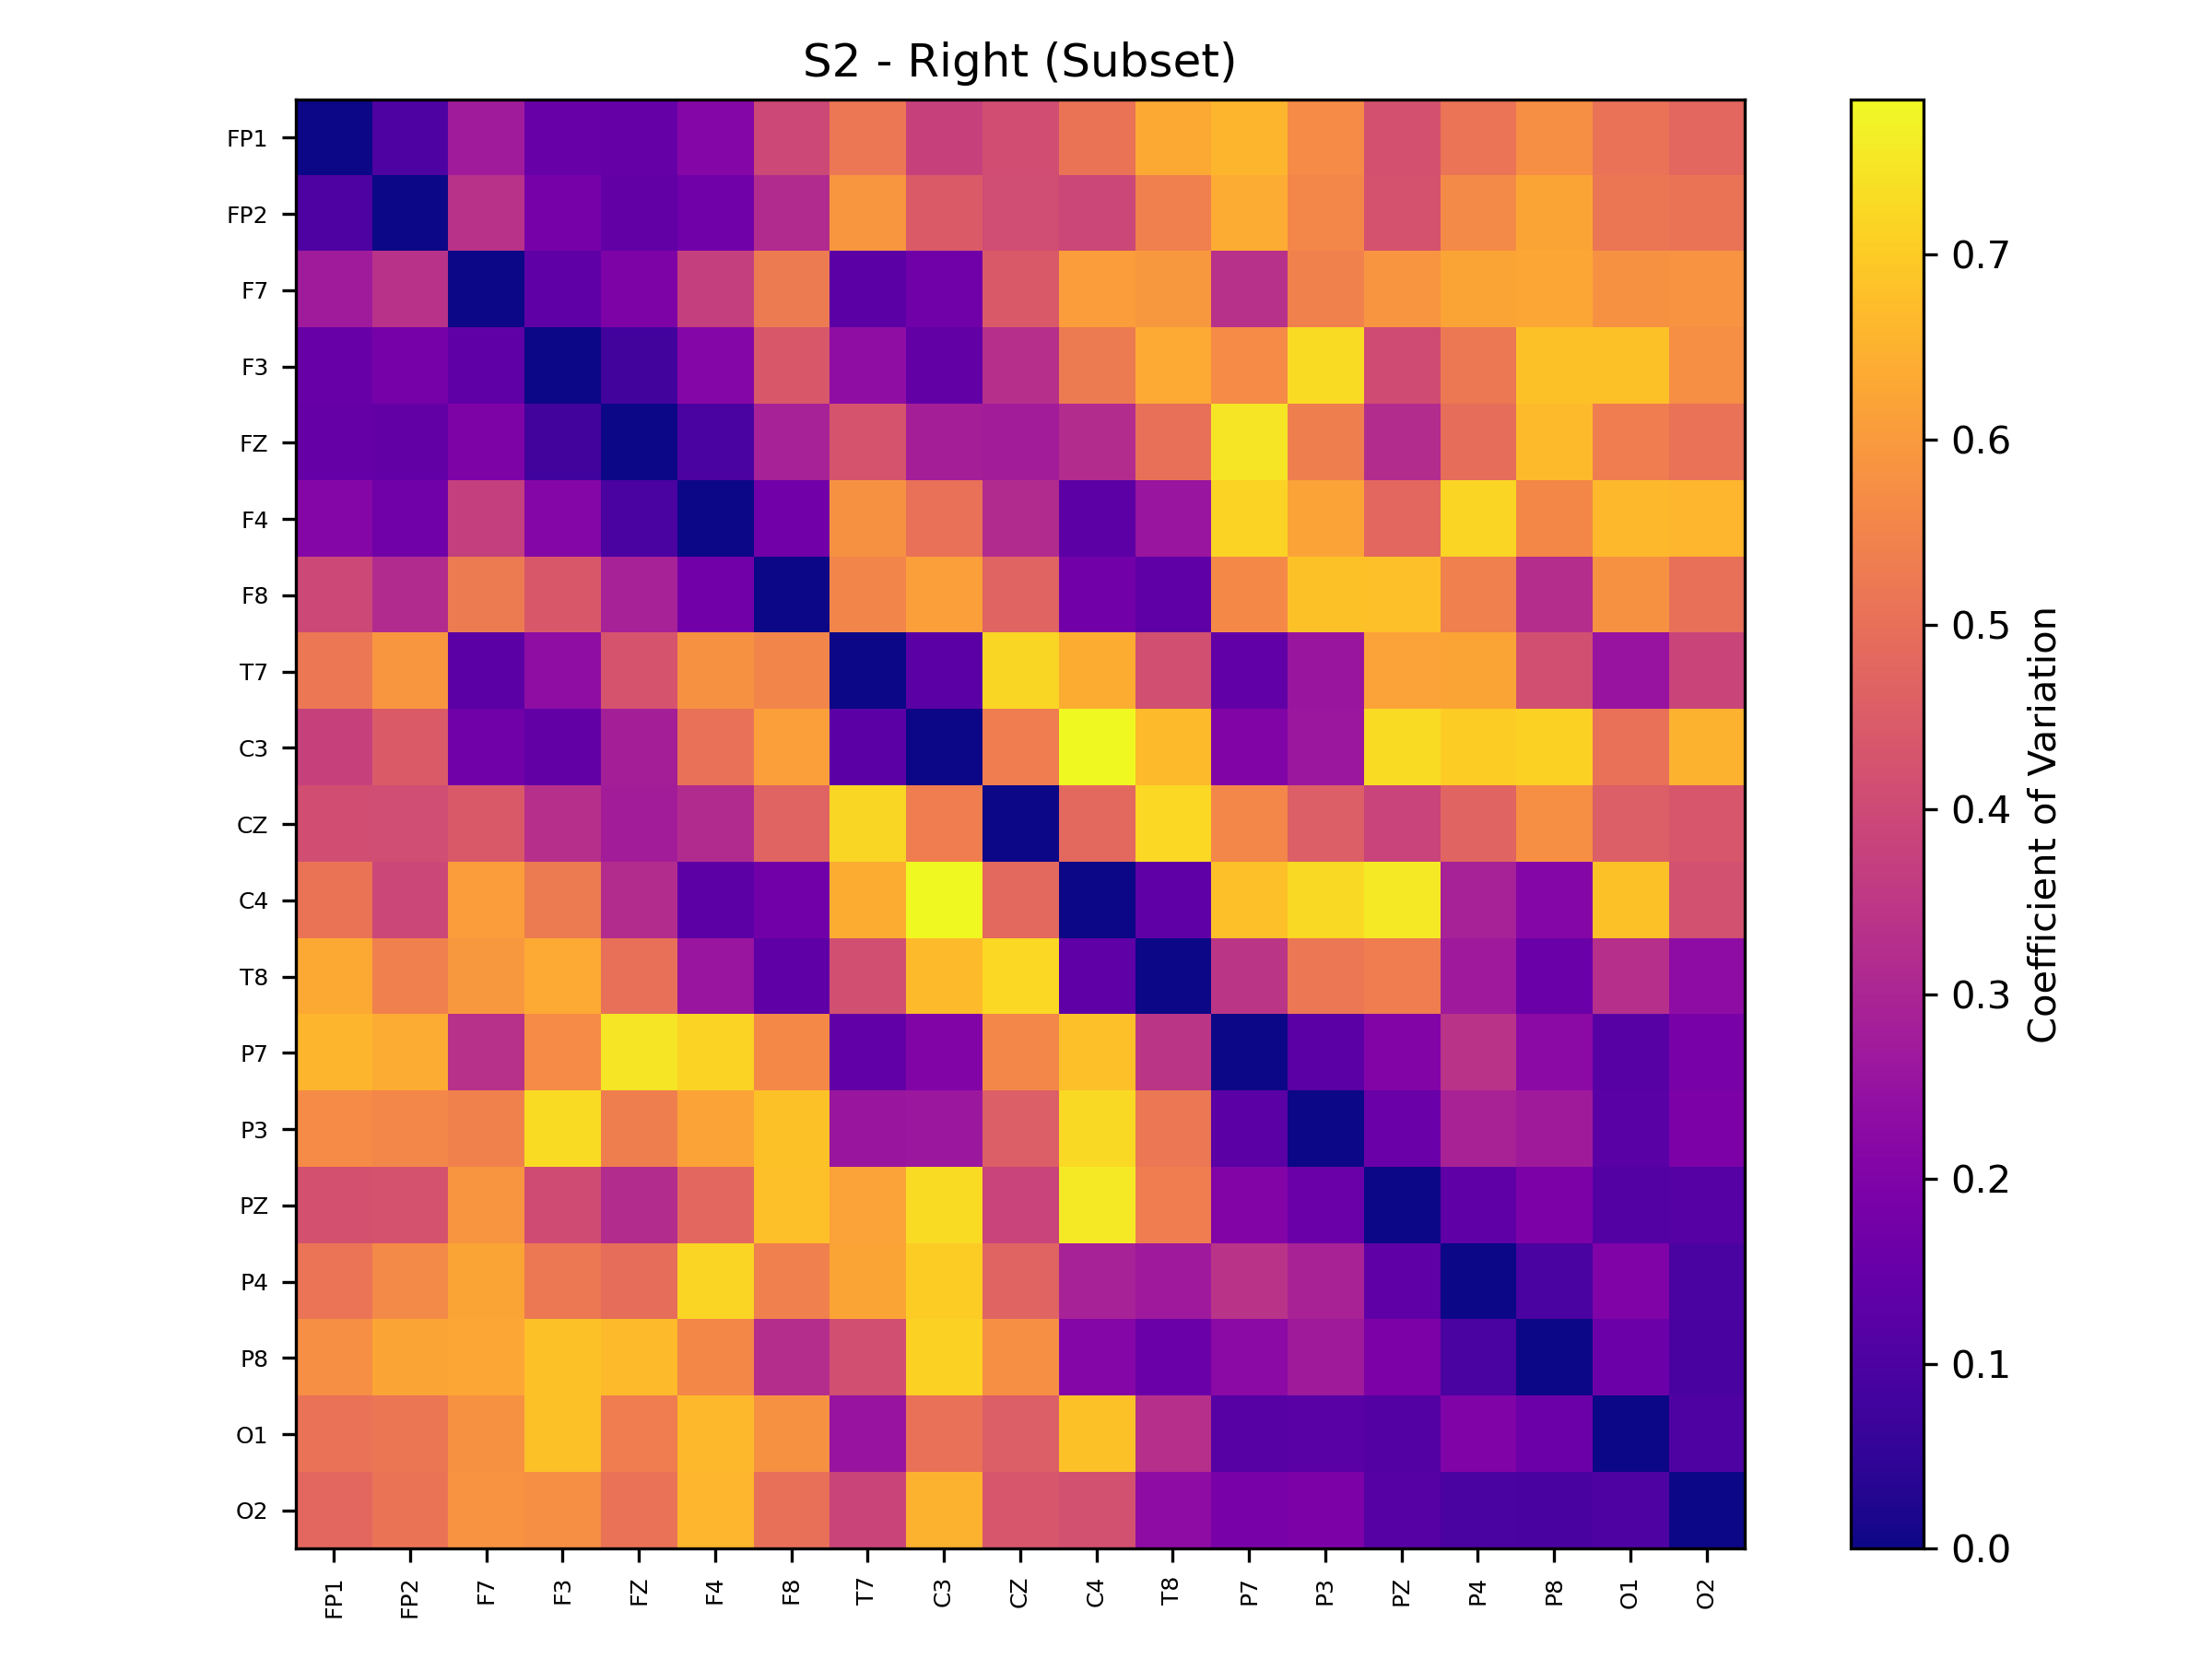 S2 - Right (Subset)
FP1
FP2
F7
F3
FZ
F4
F8
T7
C3
CZ
C4
T8
P7
P3
PZ
P4
P8
O1
O2
FP1 FP2 F7 F3 FZ F4 F8 T7 C3 CZ C4 T8 P7 P3 PZ P4 P8 O1 O2
0.7
0.6
0.5
0.4
0.3
0.2
0.1
0.0
Coefficient of Variation